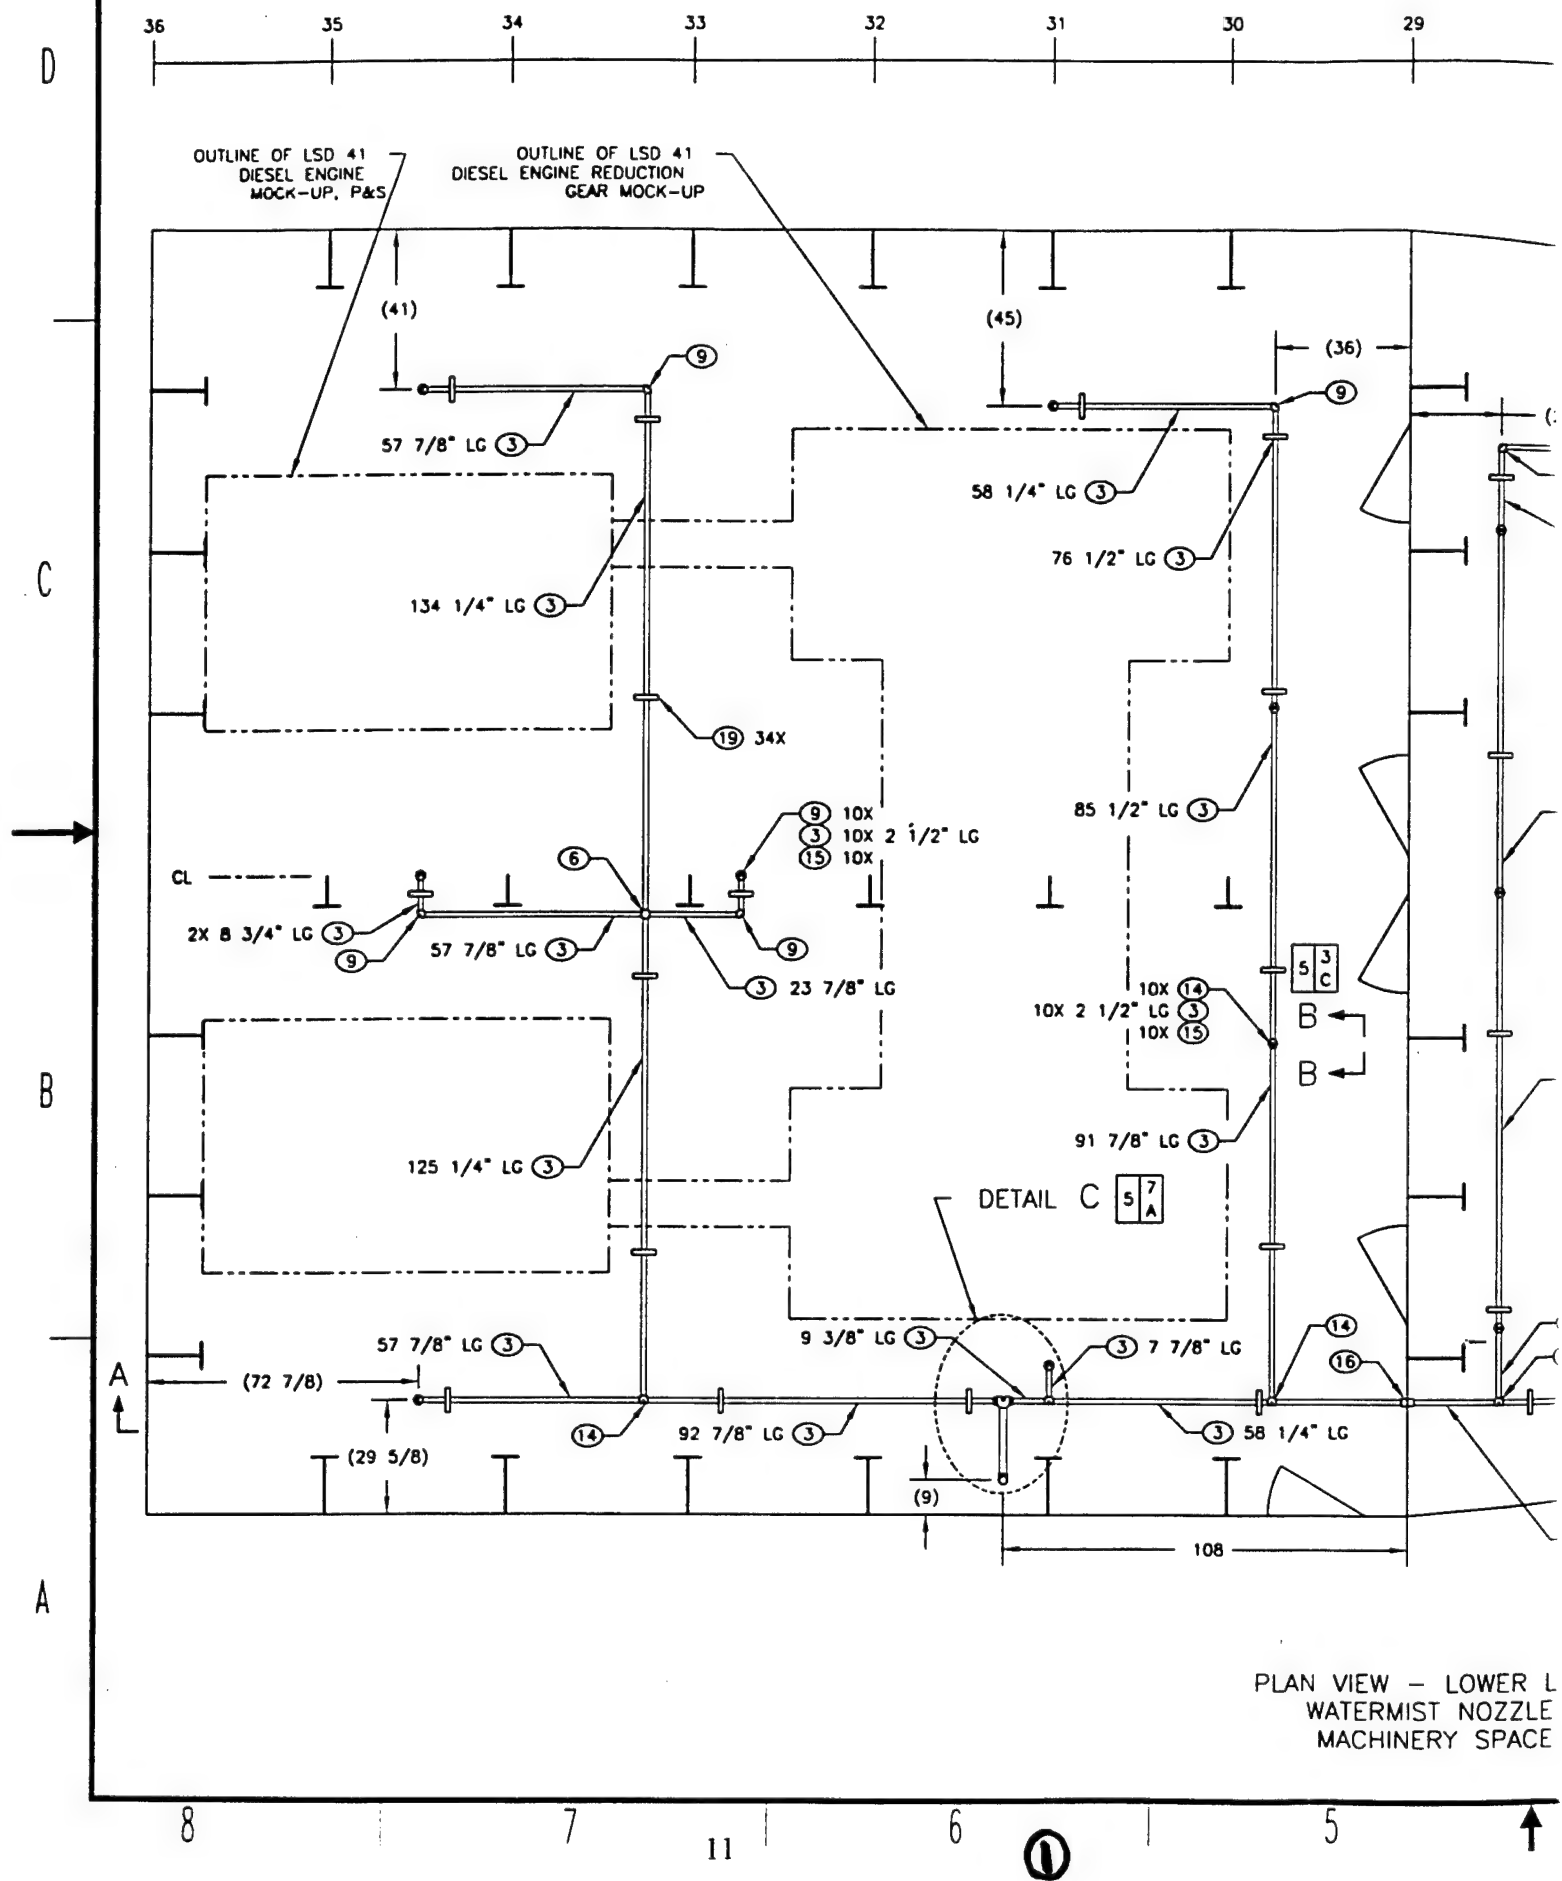 36 35 34 33 32 31 30 29
D
OUTLINE OF LSD 41
DIESEL ENGINE
MOCK-UP, P&S
OUTLINE OF LSD 41
DIESEL ENGINE REDUCTION
GEAR MOCK-UP
(41)
(45)
(36)
9
9
57 7/8" LG 3
58 1/4" LG 3
76 1/2" LG 3
C
134 1/4" LG 3
19 34X
85 1/2" LG 3
9 10X
3 10X 2 1/2" LG
15 10X
6
CL
2X 8 3/4" LG 3
9
57 7/8" LG 3
9
3 23 7/8" LG
5 3 C
10X 14
10X 2 1/2" LG 3
10X 15
B
B
B
91 7/8" LG 3
125 1/4" LG 3
DETAIL C 5 7 A
57 7/8" LG 3
9 3/8" LG 3
3 7 7/8" LG
14
16
A
(72 7/8)
14
92 7/8" LG 3
3 58 1/4" LG
(29 5/8)
(9)
108
A
PLAN VIEW - LOWER L
WATERMIST NOZZLE
MACHINERY SPACE
8 7 6 5
11
1